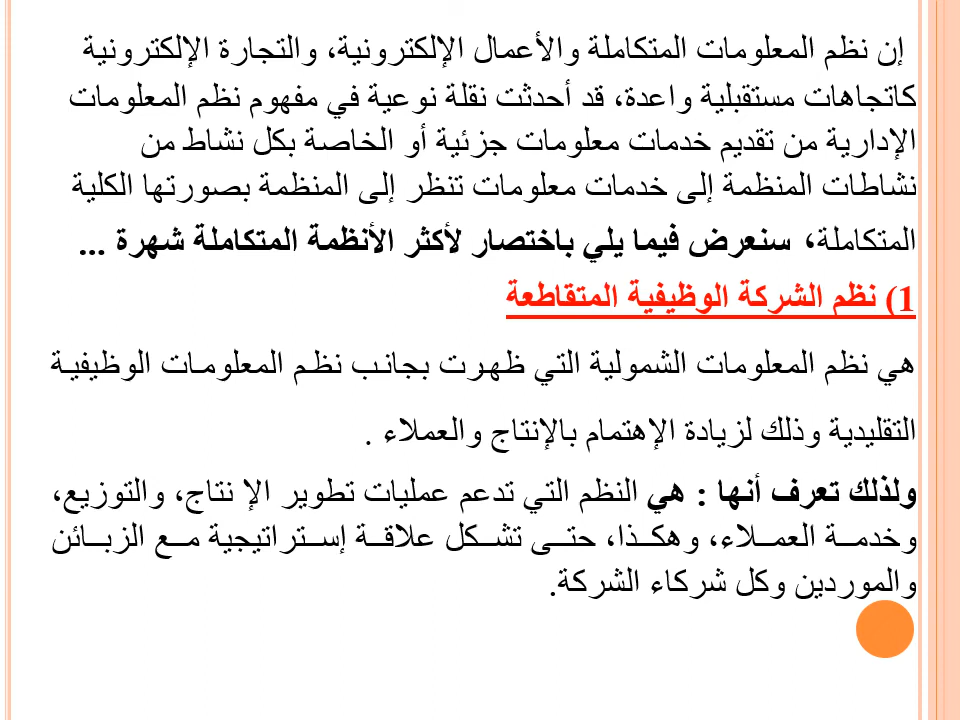 إن نظم المعلومات المتكاملة والأعمال الإلكترونية، والتجارة الإلكترونية
كاتجاهات مستقبلية واعدة، قد أحدثت نقلة نوعية في مفهوم نظم المعلومات
الإدارية من تقديم خدمات معلومات جزئية أو الخاصة بكل نشاط من
نشاطات المنظمة إلى خدمات معلومات تنظر إلى المنظمة بصورتها الكلية
المتكاملة، سنعرض فيما يلي باختصار لأكثر الأنظمة المتكاملة شهرة ...
1) نظم الشركة الوظيفية المتقاطعة
هي نظم المعلومات الشمولية التي ظهرت بجانب نظم المعلومات الوظيفية
التقليدية وذلك لزيادة الإهتمام بالإنتاج والعملاء .
ولذلك تعرف أنها : هي النظم التي تدعم عمليات تطوير الإ نتاج، والتوزيع،
وخدمة العملاء، وهكذا، حتى تشكل علاقة إستراتيجية مع الزبائن
والموردين وكل شركاء الشركة.